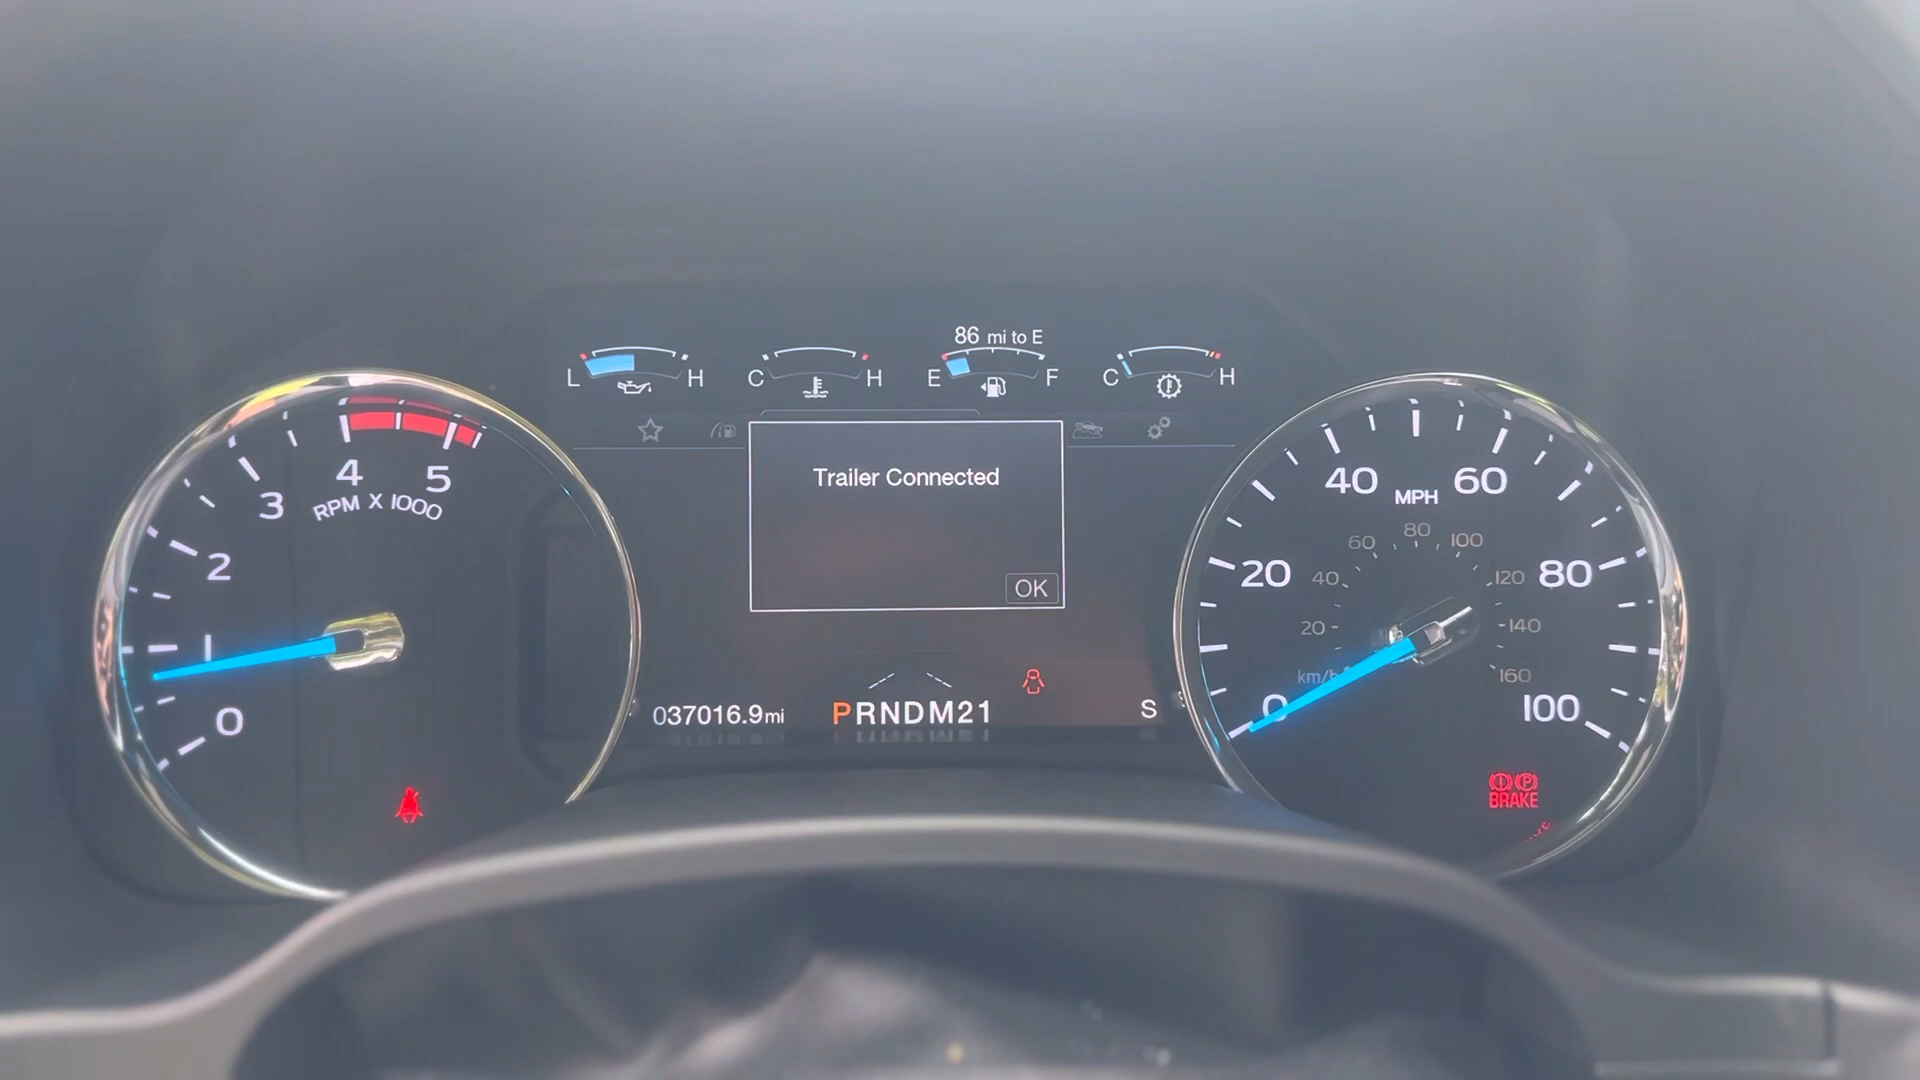 86 mi to E
L H
C H
E F
C H
Trailer Connected
OK
0 1 2 3 4 5
RPM X 1000
0 20 40 60 80 100
MPH
20 40 60 80 100 120 140 160
km/h
037016.9mi
PRNDM21
S
BRAKE